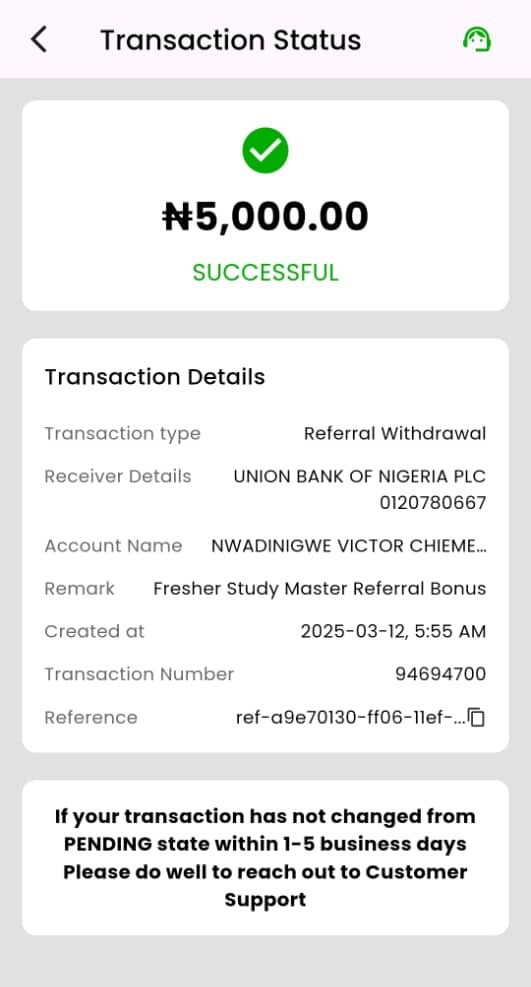 Transaction Status
₦5,000.00
SUCCESSFUL
Transaction Details
Transaction type Referral Withdrawal
Receiver Details UNION BANK OF NIGERIA PLC
0120780667
Account Name NWADINIGWE VICTOR CHIEME...
Remark Fresher Study Master Referral Bonus
Created at 2025-03-12, 5:55 AM
Transaction Number 94694700
Reference ref-a9e70130-ff06-11ef-...
If your transaction has not changed from
PENDING state within 1-5 business days
Please do well to reach out to Customer
Support